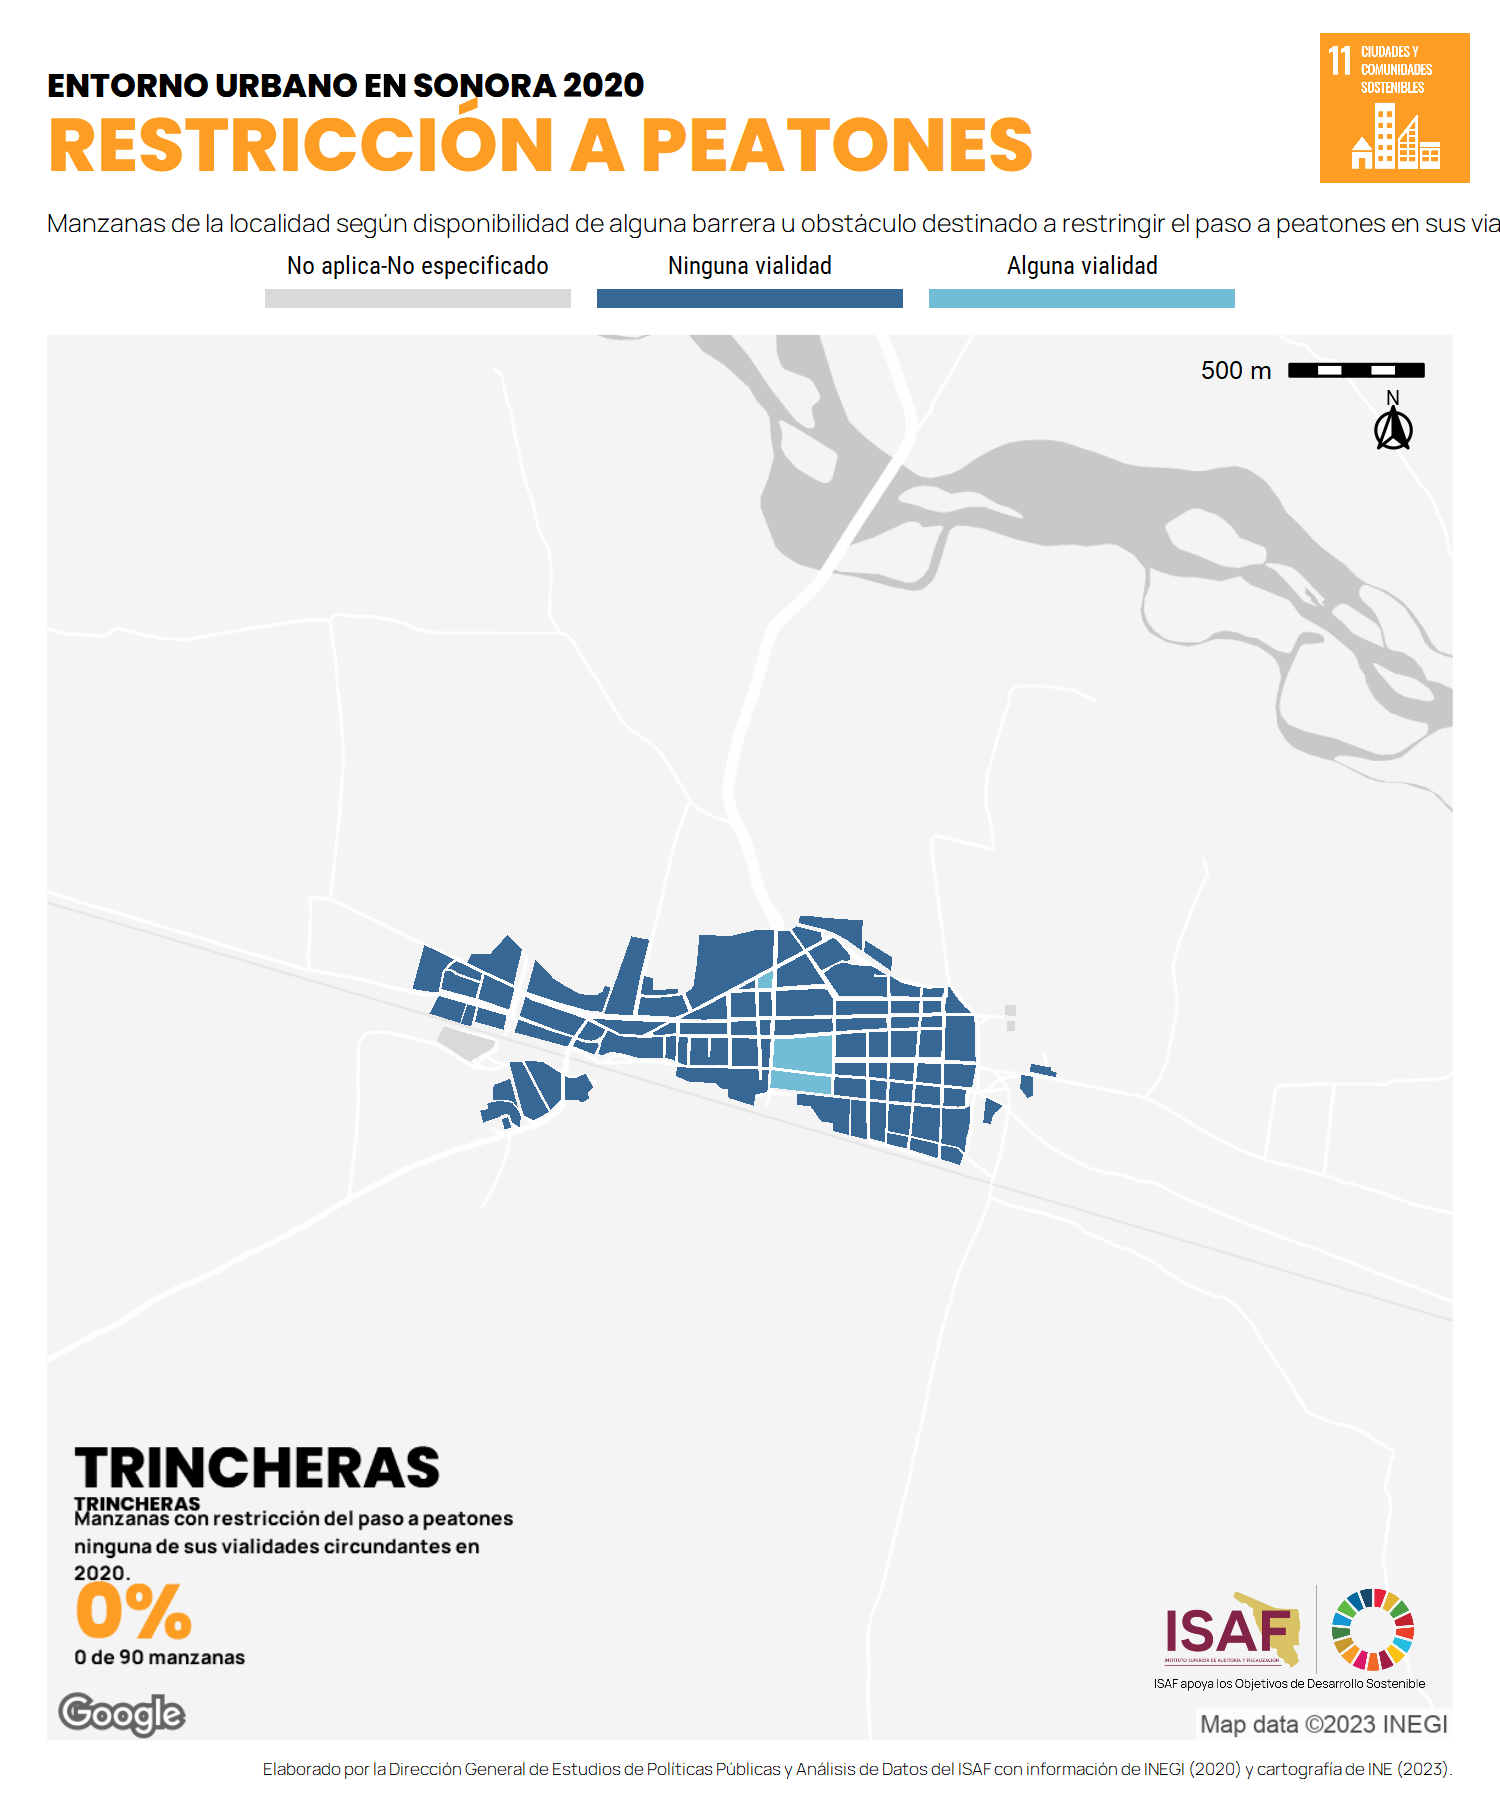 ENTORNO URBANO EN SONORA 2020
RESTRICCIÓN A PEATONES
11 CIUDADES Y
COMUNIDADES
SOSTENIBLES
Manzanas de la localidad según disponibilidad de alguna barrera u obstáculo destinado a restringir el paso a peatones en sus via
No aplica-No especificado
Ninguna vialidad
Alguna vialidad
500 m
N
TRINCHERAS
TRINCHERAS
Manzanas con restricción del paso a peatones
ninguna de sus vialidades circundantes en
2020.
0%
0 de 90 manzanas
ISAF
INSTITUTO SUPERIOR DE AUDITORÍA Y FISCALIZACIÓN
ISAF apoya los Objetivos de Desarrollo Sostenible
Google
Map data ©2023 INEGI
Elaborado por la Dirección General de Estudios de Políticas Públicas y Análisis de Datos del ISAF con información de INEGI (2020) y cartografía de INE (2023).